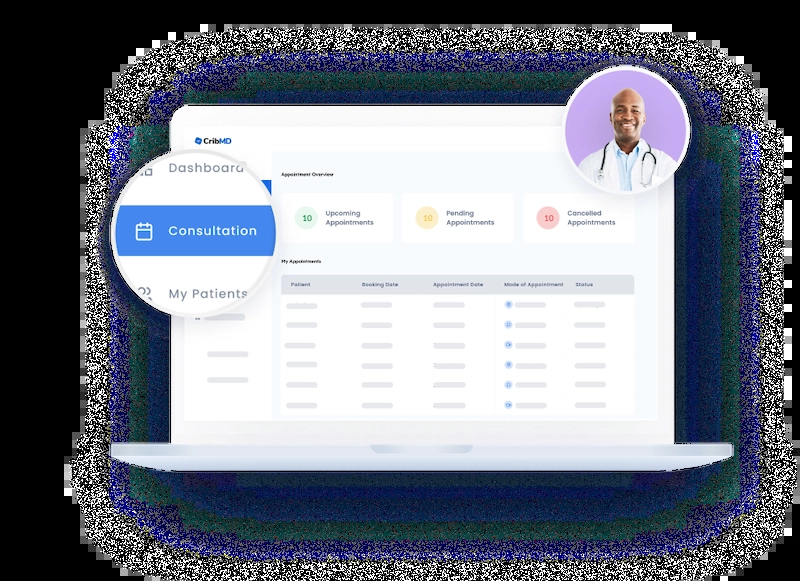 CribMD
Dashboard
Consultation
My Patients
Appointment Overview
10 Upcoming
Appointments
10 Pending
Appointments
10 Cancelled
Appointments
My Appointments
Patient Booking Date Appointment Date Mode of Appointment Status